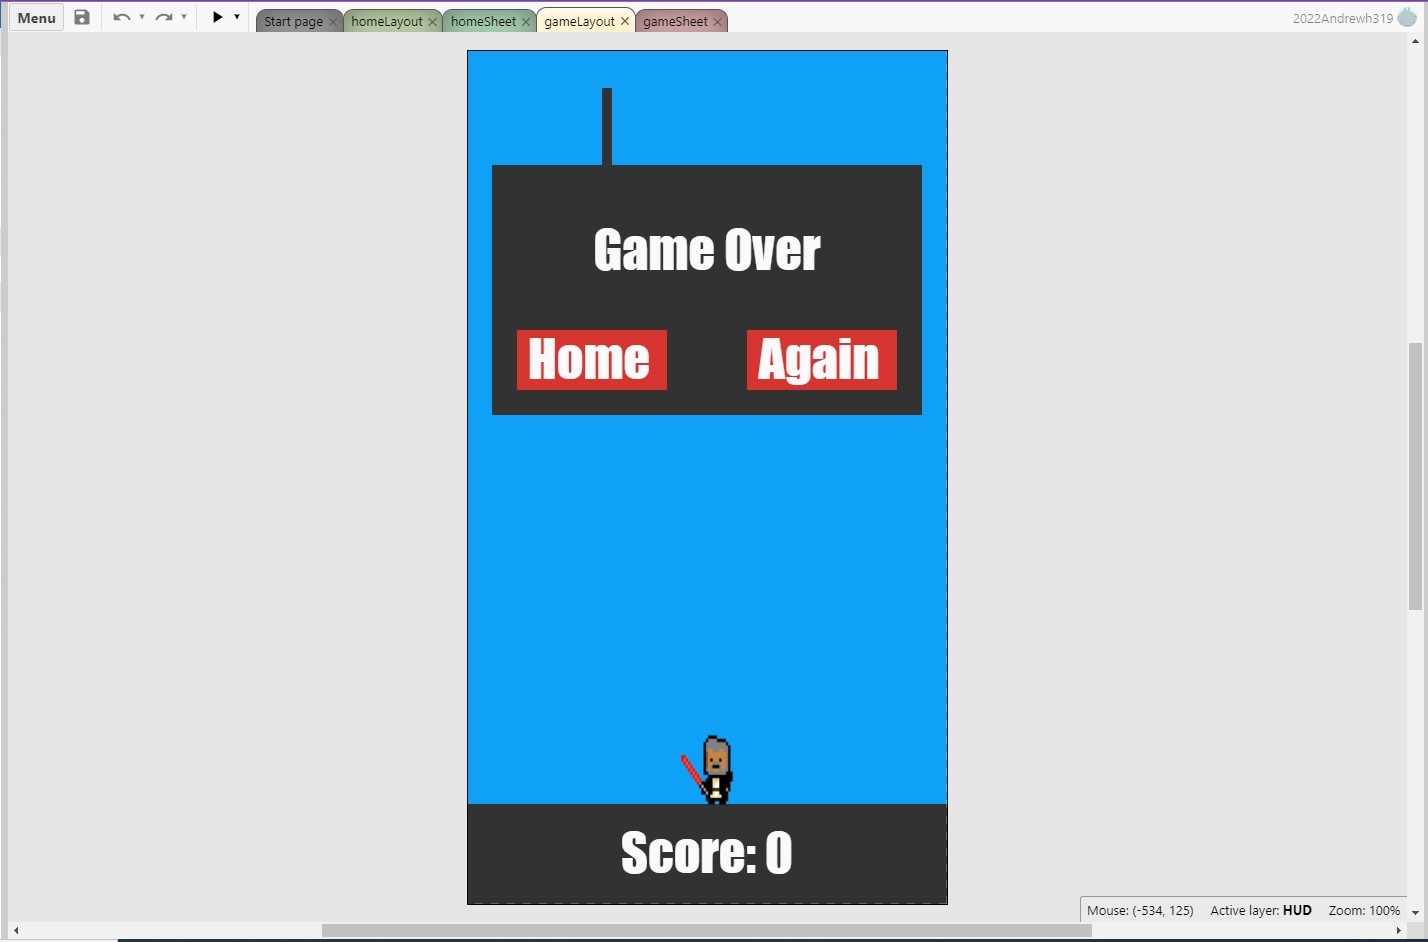 Menu
Start page
homeLayout
homeSheet
gameLayout
gameSheet
2022Andrewh319
Game Over
Home
Again
Score: 0
Mouse: (-534, 125) Active layer: HUD Zoom: 100%